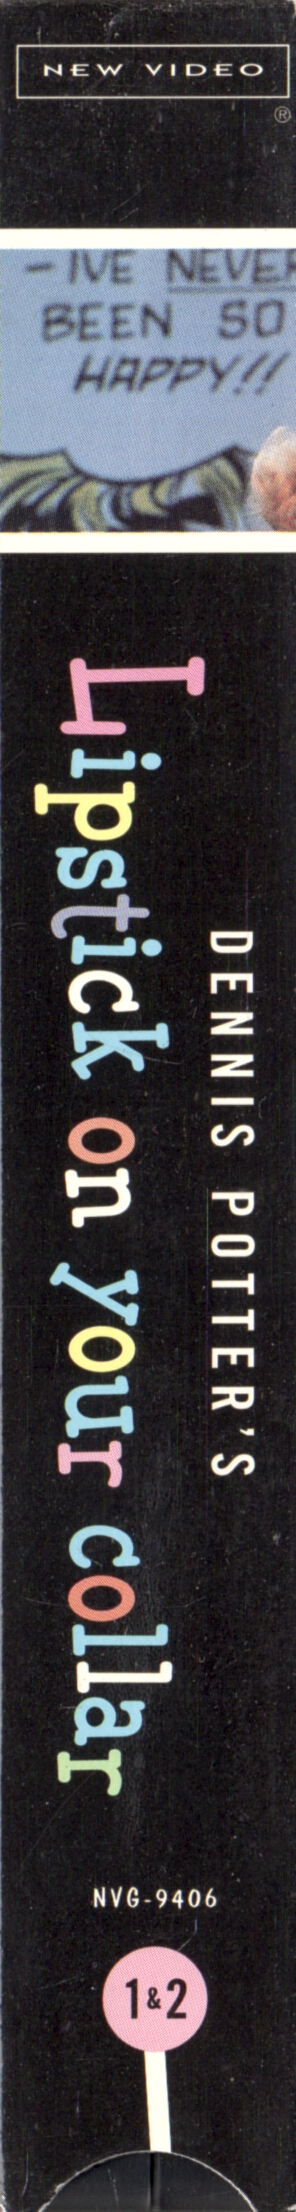 NEW VIDEO
®
- IVE NEVER
BEEN SO
HAPPY!!
DENNIS POTTER'S
Lipstick on your collar
NVG-9406
1&2